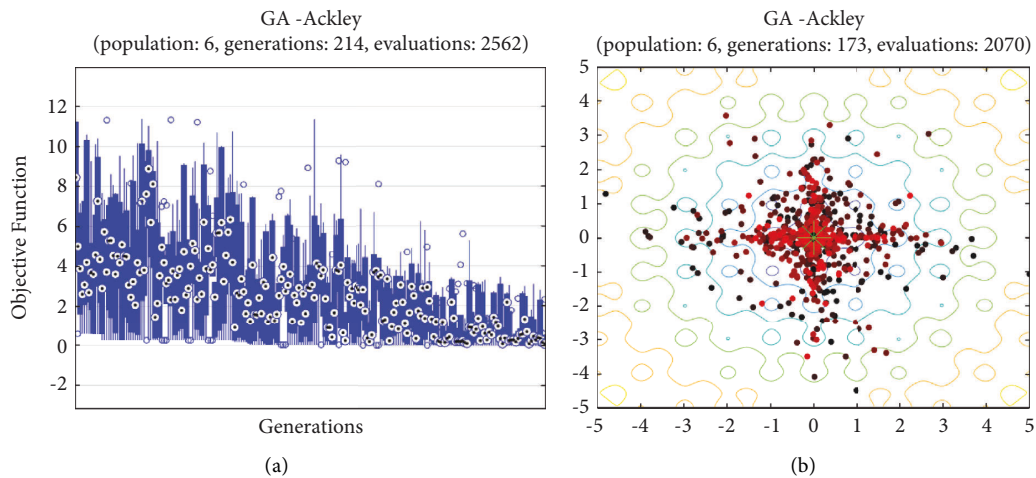 GA -Ackley
(population: 6, generations: 214, evaluations: 2562)
12
10
8
6
4
2
0
-2
Objective Function
Generations
(a)
GA -Ackley
(population: 6, generations: 173, evaluations: 2070)
5
4
3
2
1
0
-1
-2
-3
-4
-5
-5 -4 -3 -2 -1 0 1 2 3 4 5
(b)